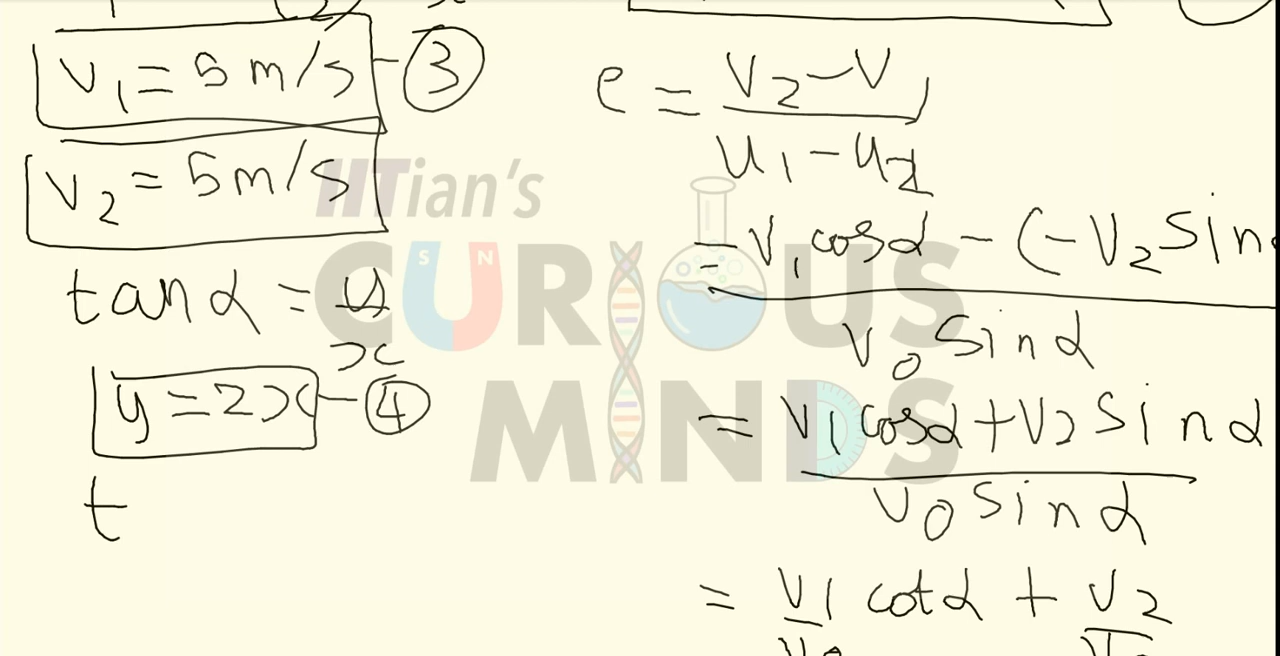 v₁ = 5 m/s - ③
v₂ = 5 m/s
tan α = y/x
y = 2x - ④
t
e = (v₂ - v₁)/(u₁ - u₂)
= (v₁ cos α - (-v₂ sin
v₀ sin α
= (v₁ cos α + v₂ sin α)/(v₀ sin α)
= v₁ cot α + v₂
IITian's
CURIOUS
S N
MINDS